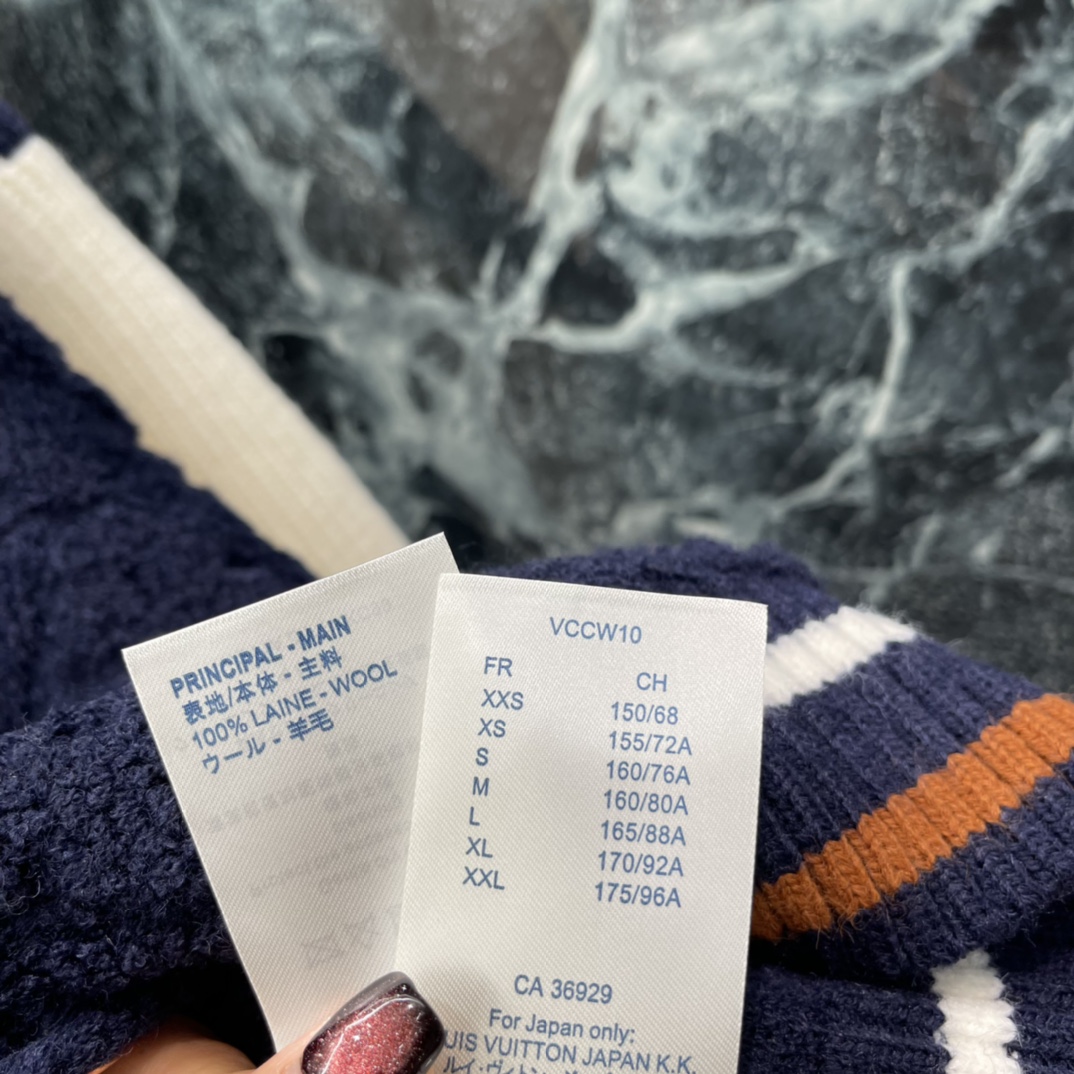 PRINCIPAL - MAIN
表地/本体 - 主料
100% LAINE - WOOL
ウール - 羊毛
VCCW10
FR CH
XXS 150/68
XS 155/72A
S 160/76A
M 160/80A
L 165/88A
XL 170/92A
XXL 175/96A
CA 36929
For Japan only:
UIS VUITTON JAPAN K.K.